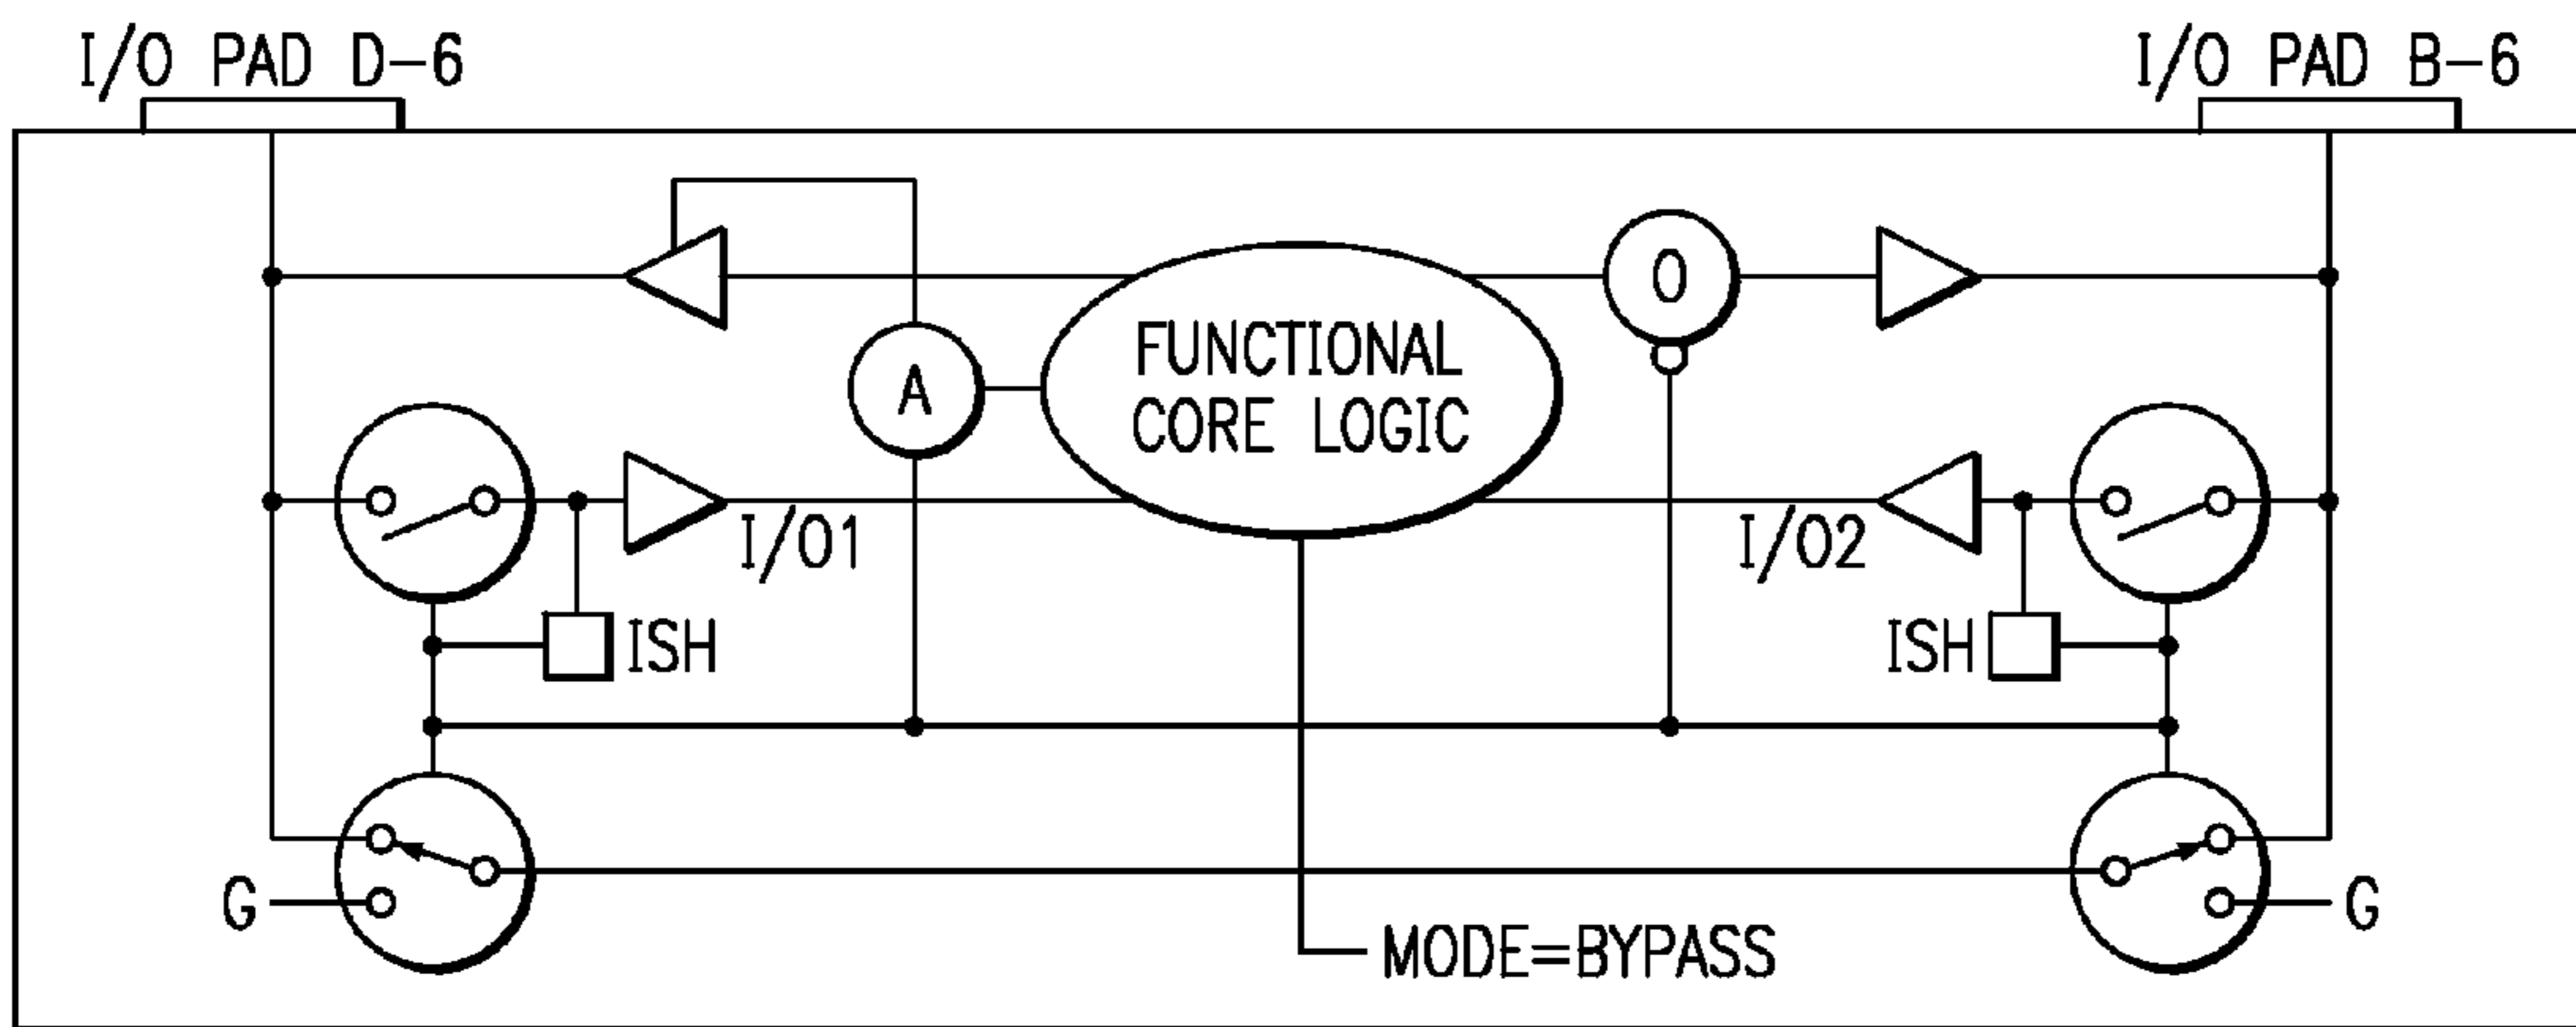 I/O PAD D-6
I/O PAD B-6
O
A
FUNCTIONAL
CORE LOGIC
I/O1
I/O2
ISH
ISH
G
G
MODE=BYPASS